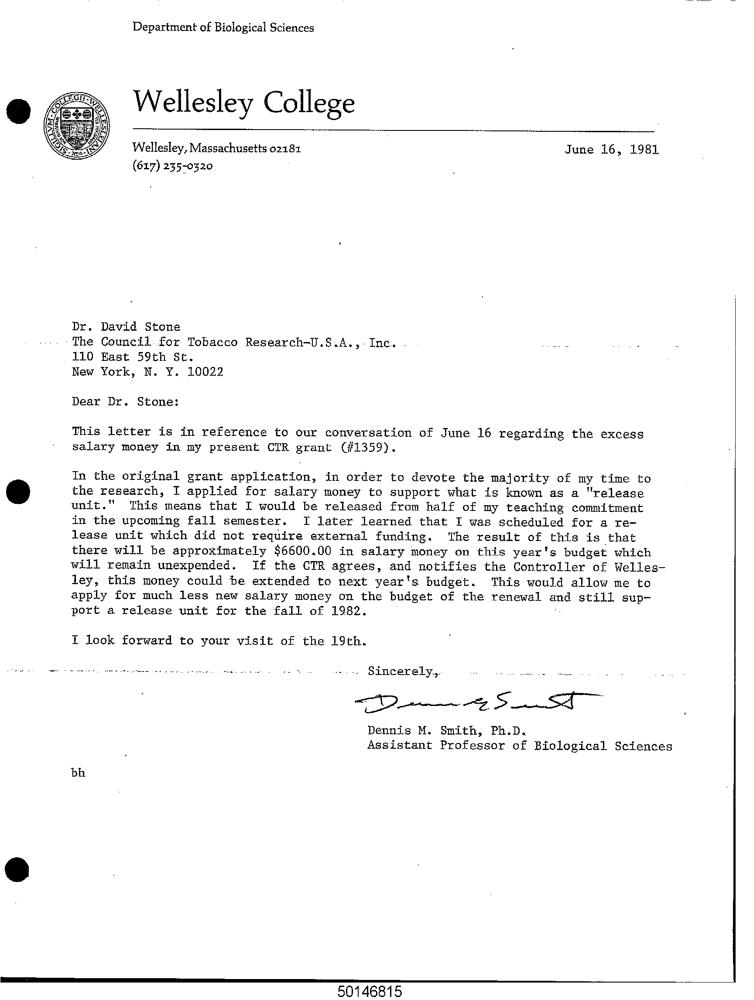 Department of Biological Sciences
Wellesley College
Wellesley, Massachusetts 02181
June 16, 1981
(617) 235-0320
Dr. David Stone
The Council for Tobacco Research-U.S.A., Inc.
110 East 59th St.
New York, N. Y. 10022
Dear Dr. Stone:
This letter is in reference to our conversation of June 16 regarding the excess
salary money in my present CTR grant (#1359).
In the original grant application, in order to devote the majority of my time to
the research, I applied for salary money to support what is known as a "release
unit." This means that I would be released from half of my teaching commitment
in the upcoming fall semester. I later learned that I was scheduled for a re-
lease unit which did not require external funding. The result of this is that
there will be approximately $6600.00 in salary money on this year's budget which
will remain unexpended. If the CTR agrees, and notifies the Controller of Welles-
ley, this money could be extended to next year's budget. This would allow me to
apply for much less new salary money on the budget of the renewal and still sup-
port a release unit for the fall of 1982.
I look forward to your visit of the 19th.
Sincerely,
Dennis M. Smith, Ph.D.
Assistant Professor of Biological Sciences
bh
50146815